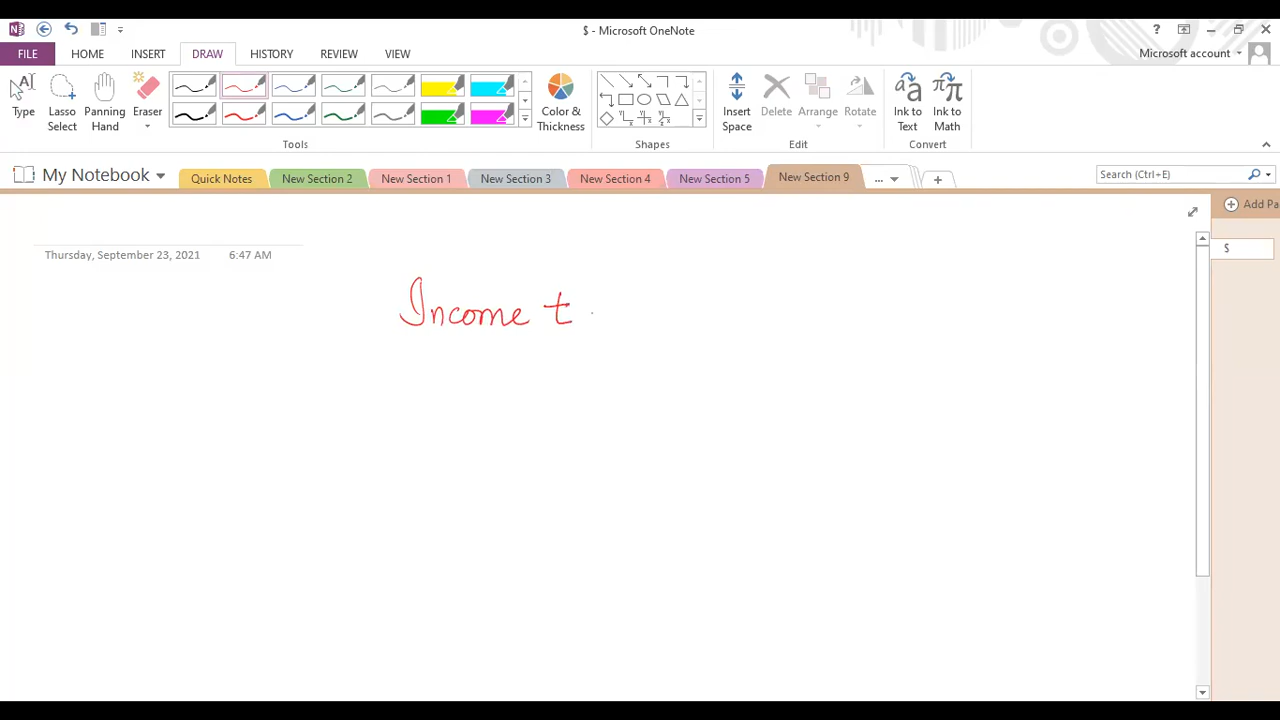 $ - Microsoft OneNote
FILE HOME INSERT DRAW HISTORY REVIEW VIEW
Microsoft account
Type
Lasso Select
Panning Hand
Eraser
Color & Thickness
Insert Space
Delete
Arrange
Rotate
Ink to Text
Ink to Math
Tools
Shapes
Edit
Convert
My Notebook
Quick Notes
New Section 2
New Section 1
New Section 3
New Section 4
New Section 5
New Section 9
...
Search (Ctrl+E)
Add Pa
$
Thursday, September 23, 2021 6:47 AM
Income t